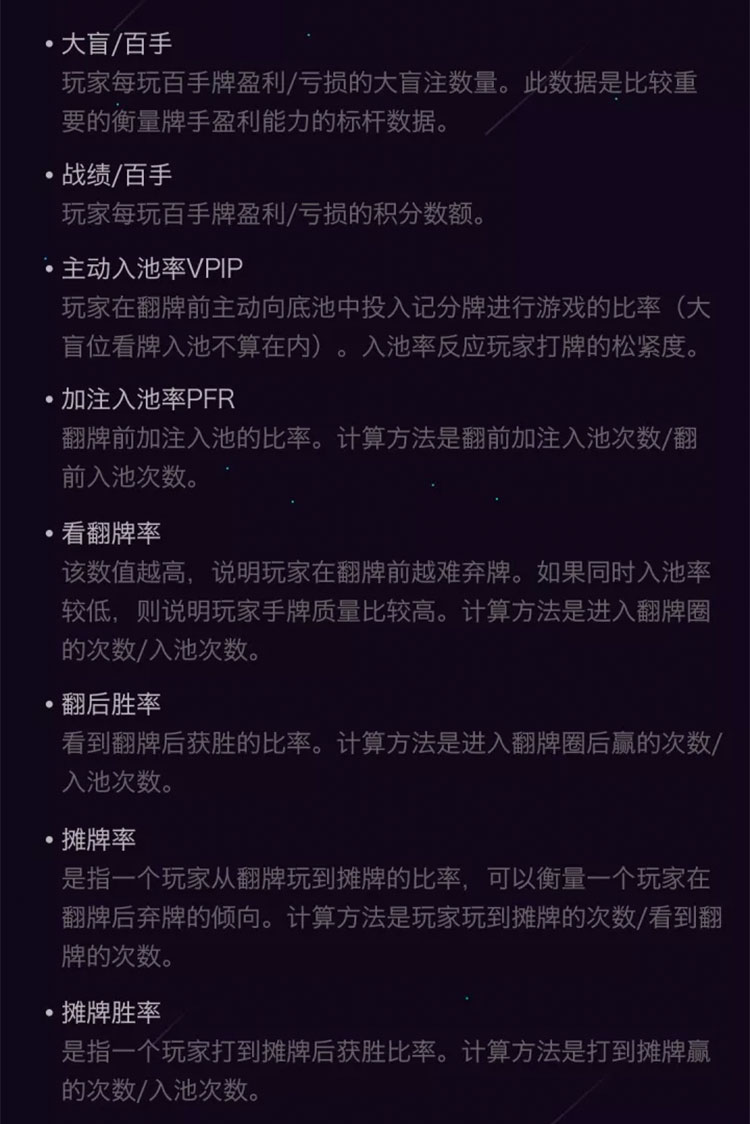 • 大盲/百手
玩家每玩百手牌盈利/亏损的大盲注数量。此数据是比较重
要的衡量牌手盈利能力的标杆数据。
• 战绩/百手
玩家每玩百手牌盈利/亏损的积分数额。
• 主动入池率VPIP
玩家在翻牌前主动向底池中投入记分牌进行游戏的比率（大
盲位看牌入池不算在内）。入池率反应玩家打牌的松紧度。
• 加注入池率PFR
翻牌前加注入池的比率。计算方法是翻前加注入池次数/翻
前入池次数。
• 看翻牌率
该数值越高，说明玩家在翻牌前越难弃牌。如果同时入池率
较低，则说明玩家手牌质量比较高。计算方法是进入翻牌圈
的次数/入池次数。
• 翻后胜率
看到翻牌后获胜的比率。计算方法是进入翻牌圈后赢的次数/
入池次数。
• 摊牌率
是指一个玩家从翻牌玩到摊牌的比率，可以衡量一个玩家在
翻牌后弃牌的倾向。计算方法是玩家玩到摊牌的次数/看到翻
牌的次数。
• 摊牌胜率
是指一个玩家打到摊牌后获胜比率。计算方法是打到摊牌赢
的次数/入池次数。